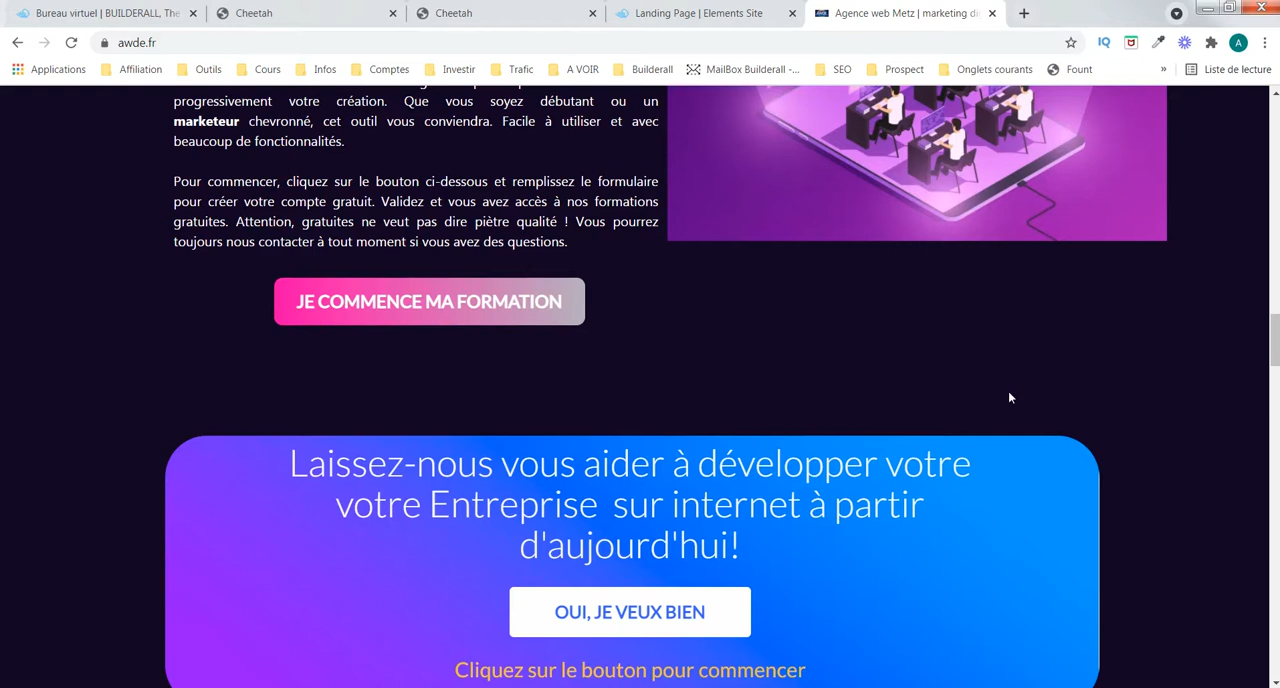 Bureau virtuel | BUILDERALL, The
Cheetah
Cheetah
Landing Page | Elements Site
Agence web Metz | marketing di
awde.fr
IQ
A
Applications
Affiliation
Outils
Cours
Infos
Comptes
Investir
Trafic
A VOIR
Builderall
MailBox Builderall -...
SEO
Prospect
Onglets courants
Fount
»
Liste de lecture
progressivement votre création. Que vous soyez débutant ou un
marketeur chevronné, cet outil vous conviendra. Facile à utiliser et avec
beaucoup de fonctionnalités.
Pour commencer, cliquez sur le bouton ci-dessous et remplissez le formulaire
pour créer votre compte gratuit. Validez et vous avez accès à nos formations
gratuites. Attention, gratuites ne veut pas dire piètre qualité ! Vous pourrez
toujours nous contacter à tout moment si vous avez des questions.
JE COMMENCE MA FORMATION
Laissez-nous vous aider à développer votre
votre Entreprise sur internet à partir
d'aujourd'hui!
OUI, JE VEUX BIEN
Cliquez sur le bouton pour commencer